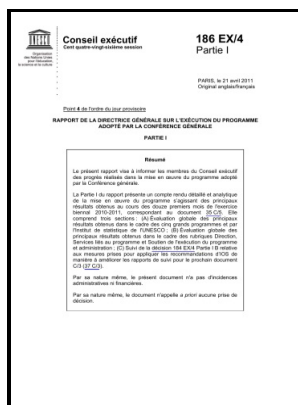 Conseil exécutif
Cent quatre-vingt-sixième session
186 EX/4
Partie I
Organisation
des Nations Unies
pour l'éducation,
la science et la culture
PARIS, le 21 avril 2011
Original anglais/français
Point 4 de l'ordre du jour provisoire
RAPPORT DE LA DIRECTRICE GÉNÉRALE SUR L'EXÉCUTION DU PROGRAMME
ADOPTÉ PAR LA CONFÉRENCE GÉNÉRALE
PARTIE I
Résumé
Le présent rapport vise à informer les membres du Conseil exécutif
des progrès réalisés dans la mise en œuvre du programme adopté
par la Conférence générale.
La Partie I du rapport présente un compte rendu détaillé et analytique
de la mise en œuvre du programme s'agissant des principaux
résultats obtenus au cours des douze premiers mois de l'exercice
biennal 2010-2011, correspondant au document 35 C/5. Elle
comprend trois sections : (A) Évaluation globale des principaux
résultats obtenus dans le cadre des cinq grands programmes et par
l'Institut de statistique de l'UNESCO ; (B) Évaluation globale des
principaux résultats obtenus dans le cadre des rubriques Direction,
Services liés au programme et Soutien de l'exécution du programme
et administration ; (C) Suivi de la décision 184 EX/4 Partie I B relative
aux mesures prises pour appliquer les recommandations d'IOS de
manière à améliorer les rapports de suivi pour le prochain document
C/3 (37 C/3).
Par sa nature même, le présent document n'a pas d'incidences
administratives ni financières.
Par sa nature même, le document n'appelle a priori aucune prise de
décision.